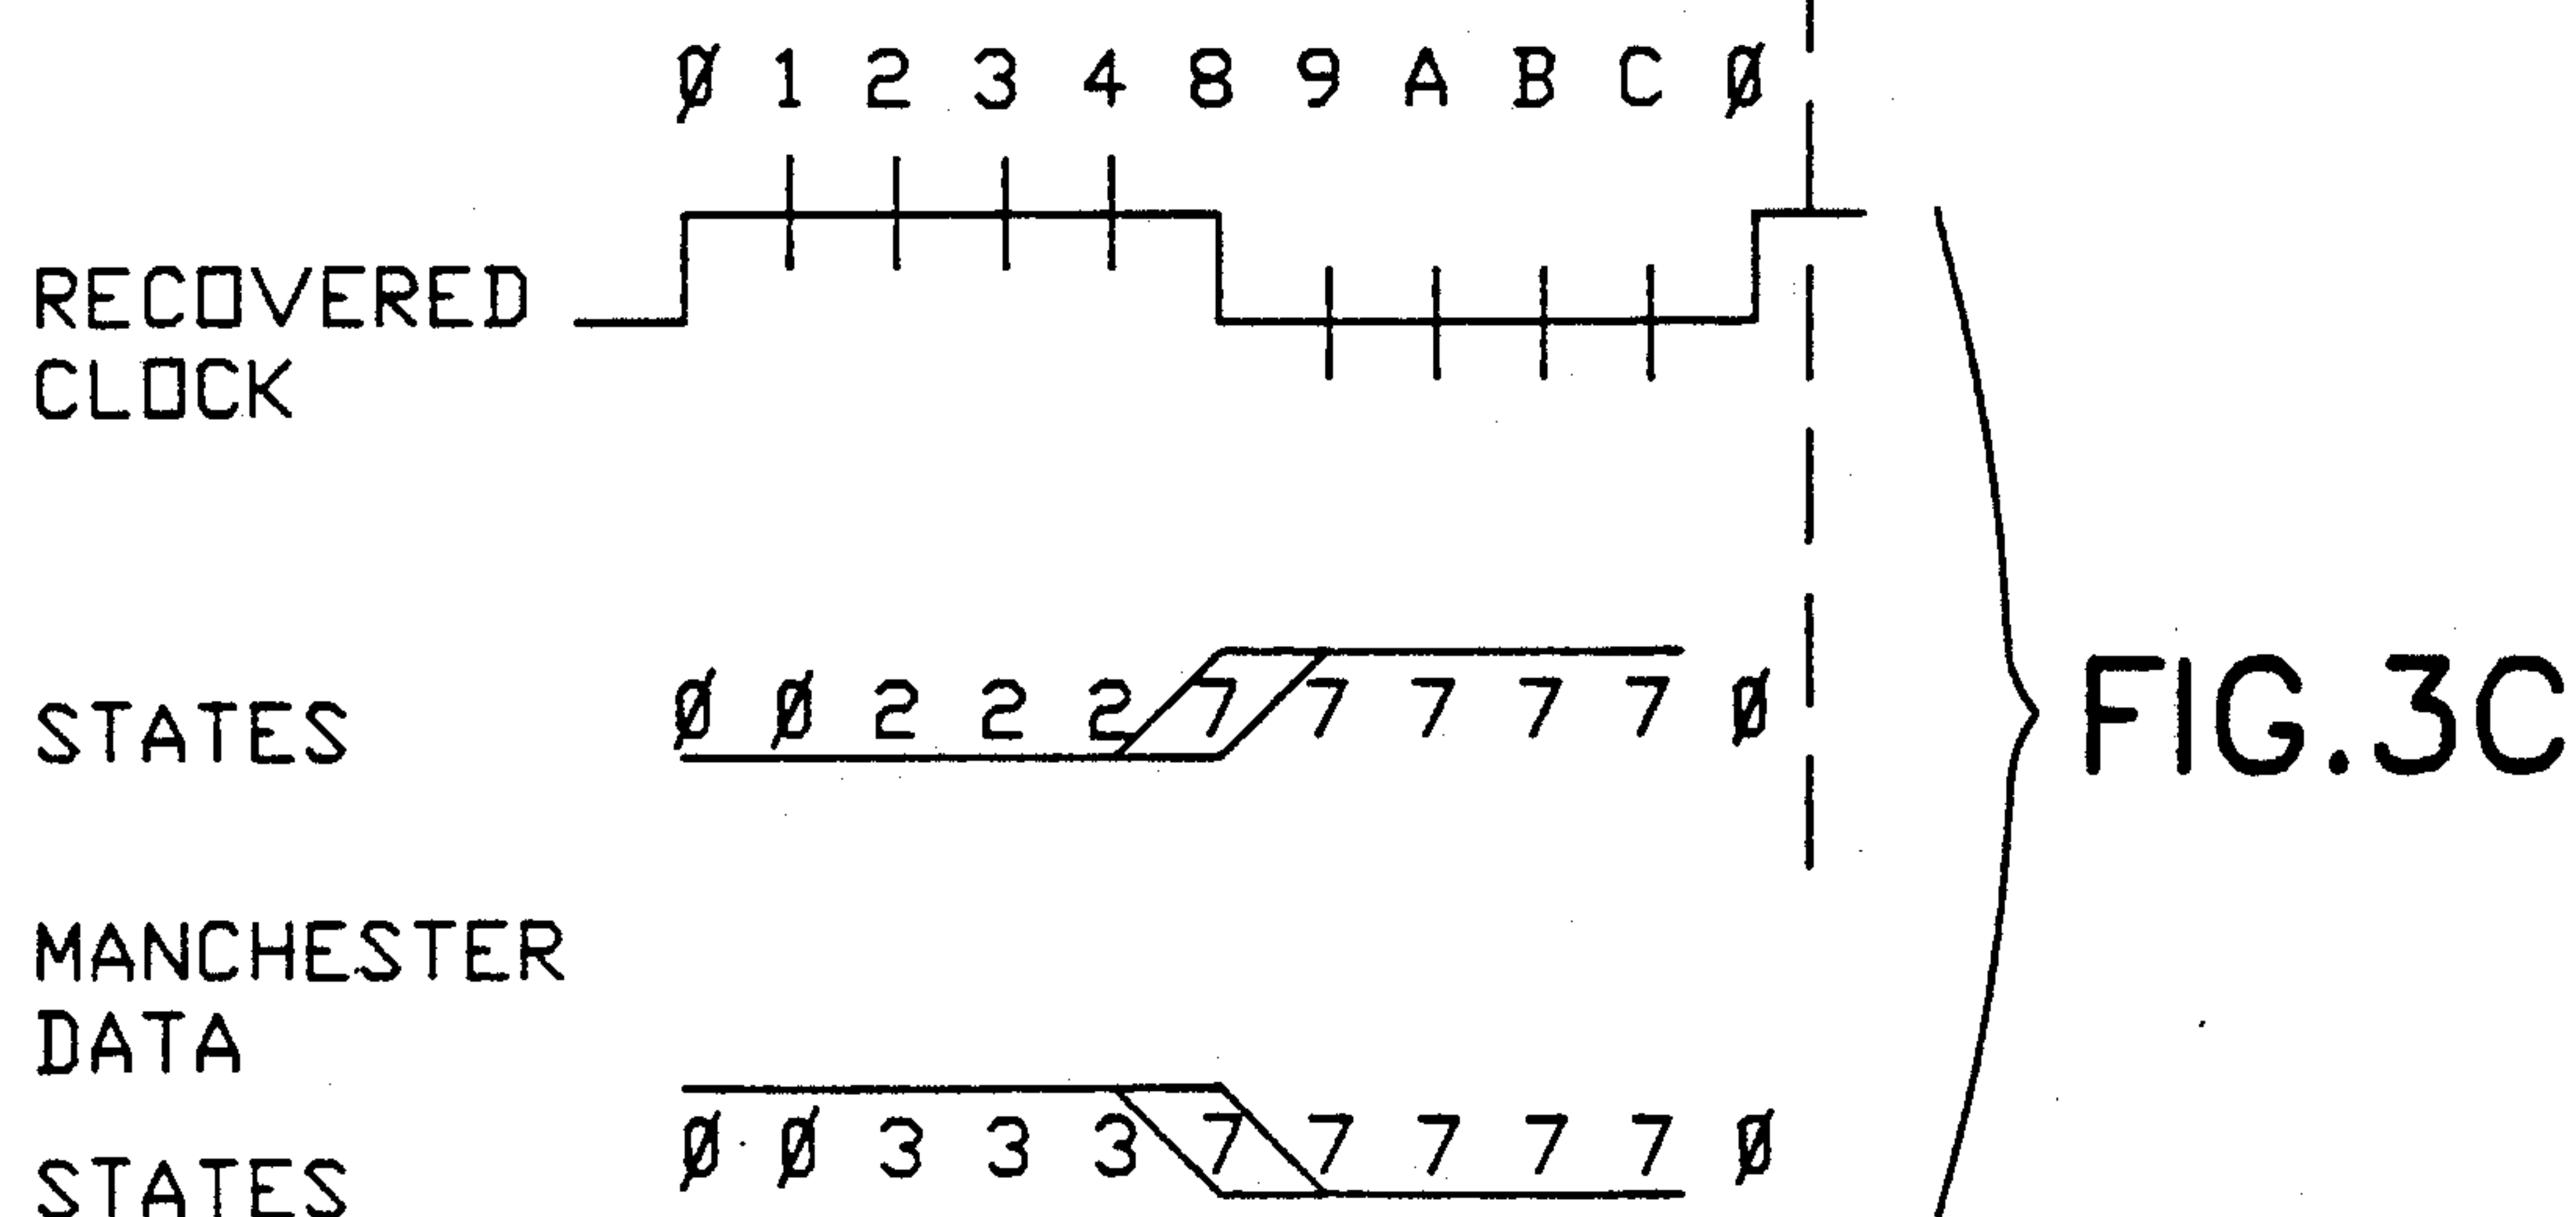 Ø 1 2 3 4 8 9 A B C Ø
RECOVERED
CLOCK
STATES Ø Ø 2 2 2 7 7 7 7 7 Ø
FIG.3C
MANCHESTER
DATA
STATES Ø Ø 3 3 3 7 7 7 7 7 Ø